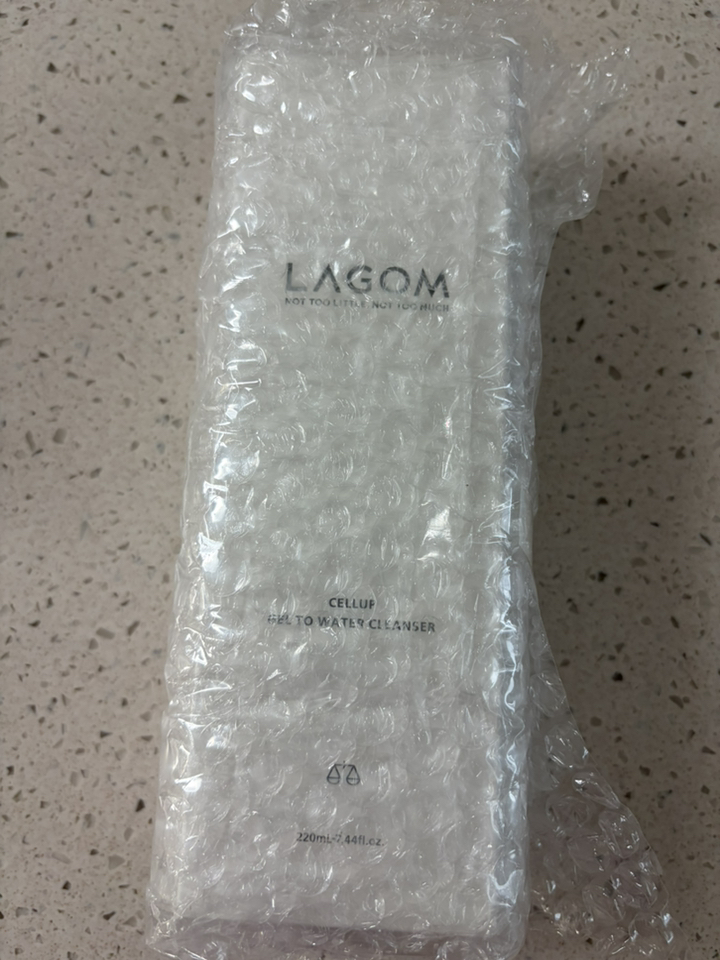 LAGOM
NOT TOO LITTLE NOT TOO MUCH
CELLUP
GEL TO WATER CLEANSER
220mL·7.44fl.oz.